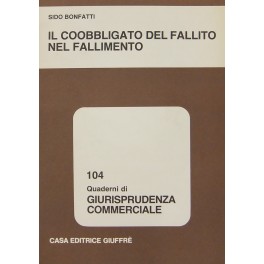 SIDO BONFATTI
IL COOBBLIGATO DEL FALLITO
NEL FALLIMENTO
104
Quaderni di
GIURISPRUDENZA
COMMERCIALE
CASA EDITRICE GIUFFRÈ